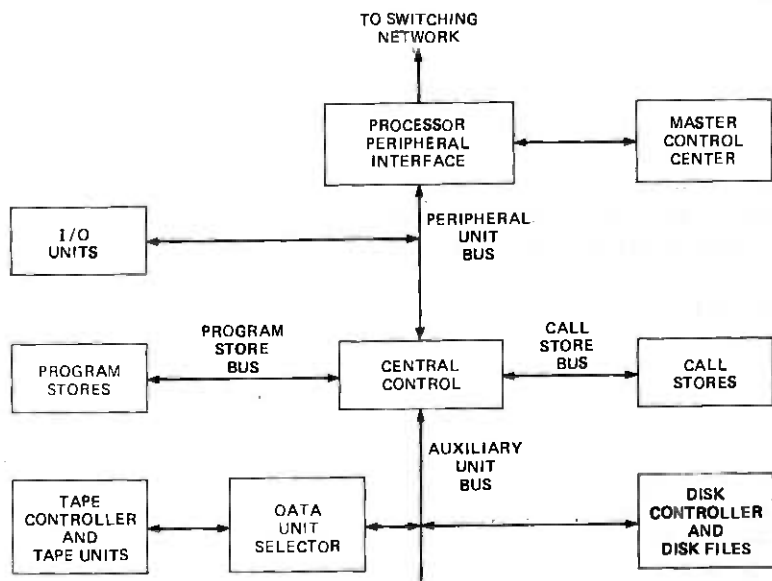 TO SWITCHING
NETWORK
PROCESSOR
PERIPHERAL
INTERFACE
MASTER
CONTROL
CENTER
I/O
UNITS
PERIPHERAL
UNIT
BUS
PROGRAM
STORES
PROGRAM
STORE
BUS
CENTRAL
CONTROL
CALL
STORE
BUS
CALL
STORES
AUXILIARY
UNIT
BUS
TAPE
CONTROLLER
AND
TAPE UNITS
OATA
UNIT
SELECTOR
DISK
CONTROLLER
AND
DISK FILES